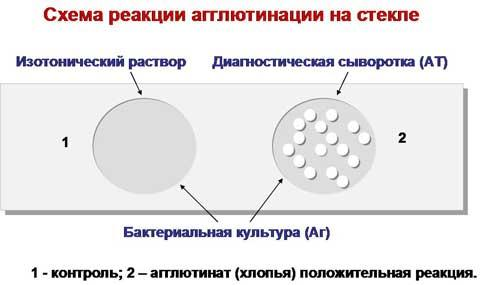 Схема реакции агглютинации на стекле
Изотонический раствор
Диагностическая сыворотка (АТ)
1
2
Бактериальная культура (Аг)
1 - контроль; 2 – агглютинат (хлопья) положительная реакция.